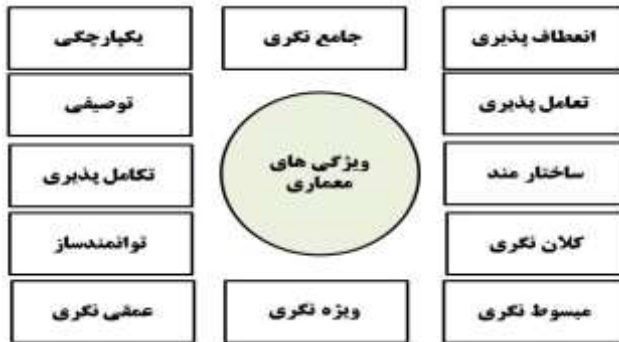 انعطاف پذیری
جامع نگری
یکپارچگی
تعامل پذیری
توصیفی
ویژگی های
معماری
ساختار مند
تکامل پذیری
کلان نگری
توانمندساز
مبسوط نگری
ویژه نگری
عمقی نگری